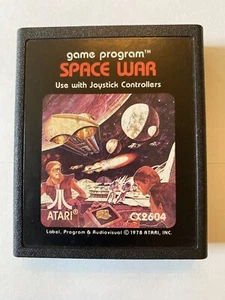 game program™
SPACE WAR
Use with Joystick Controllers
ATARI® CX2604
Label, Program & Audiovisual © 1978 ATARI, INC.